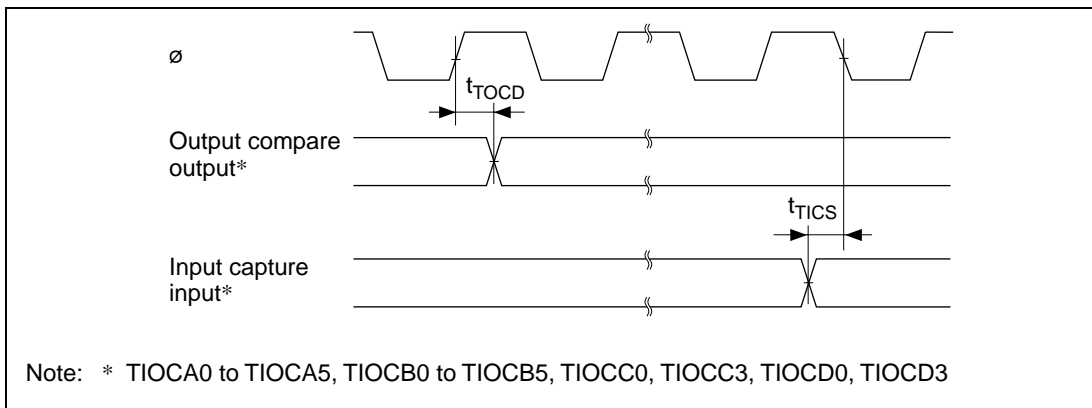 ø
tTOCD
Output compare
output*
tTICS
Input capture
input*
Note: * TIOCA0 to TIOCA5, TIOCB0 to TIOCB5, TIOCC0, TIOCC3, TIOCD0, TIOCD3